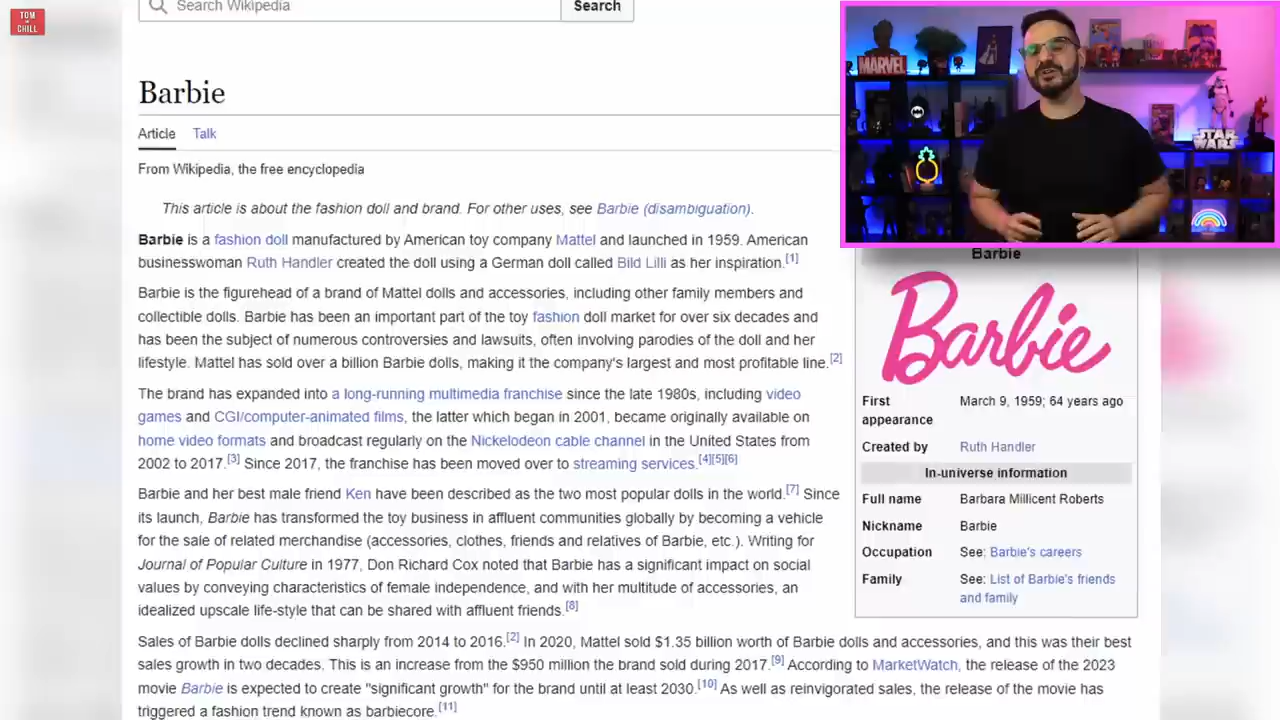 TOM
CHILL
Search Wikipedia
Search
Barbie
Article Talk
From Wikipedia, the free encyclopedia
This article is about the fashion doll and brand. For other uses, see Barbie (disambiguation).
Barbie is a fashion doll manufactured by American toy company Mattel and launched in 1959. American
businesswoman Ruth Handler created the doll using a German doll called Bild Lilli as her inspiration.[1]
Barbie is the figurehead of a brand of Mattel dolls and accessories, including other family members and
collectible dolls. Barbie has been an important part of the toy fashion doll market for over six decades and
has been the subject of numerous controversies and lawsuits, often involving parodies of the doll and her
lifestyle. Mattel has sold over a billion Barbie dolls, making it the company's largest and most profitable line.[2]
The brand has expanded into a long-running multimedia franchise since the late 1980s, including video
games and CGI/computer-animated films, the latter which began in 2001, became originally available on
home video formats and broadcast regularly on the Nickelodeon cable channel in the United States from
2002 to 2017.[3] Since 2017, the franchise has been moved over to streaming services.[4][5][6]
Barbie and her best male friend Ken have been described as the two most popular dolls in the world.[7] Since
its launch, Barbie has transformed the toy business in affluent communities globally by becoming a vehicle
for the sale of related merchandise (accessories, clothes, friends and relatives of Barbie, etc.). Writing for
Journal of Popular Culture in 1977, Don Richard Cox noted that Barbie has a significant impact on social
values by conveying characteristics of female independence, and with her multitude of accessories, an
idealized upscale life-style that can be shared with affluent friends.[8]
Sales of Barbie dolls declined sharply from 2014 to 2016.[2] In 2020, Mattel sold $1.35 billion worth of Barbie dolls and accessories, and this was their best
sales growth in two decades. This is an increase from the $950 million the brand sold during 2017.[9] According to MarketWatch, the release of the 2023
movie Barbie is expected to create "significant growth" for the brand until at least 2030.[10] As well as reinvigorated sales, the release of the movie has
triggered a fashion trend known as barbiecore.[11]
MARVEL
STAR
WARS
Barbie
Barbie
First appearance March 9, 1959; 64 years ago
Created by Ruth Handler
In-universe information
Full name Barbara Millicent Roberts
Nickname Barbie
Occupation See: Barbie's careers
Family See: List of Barbie's friends
and family